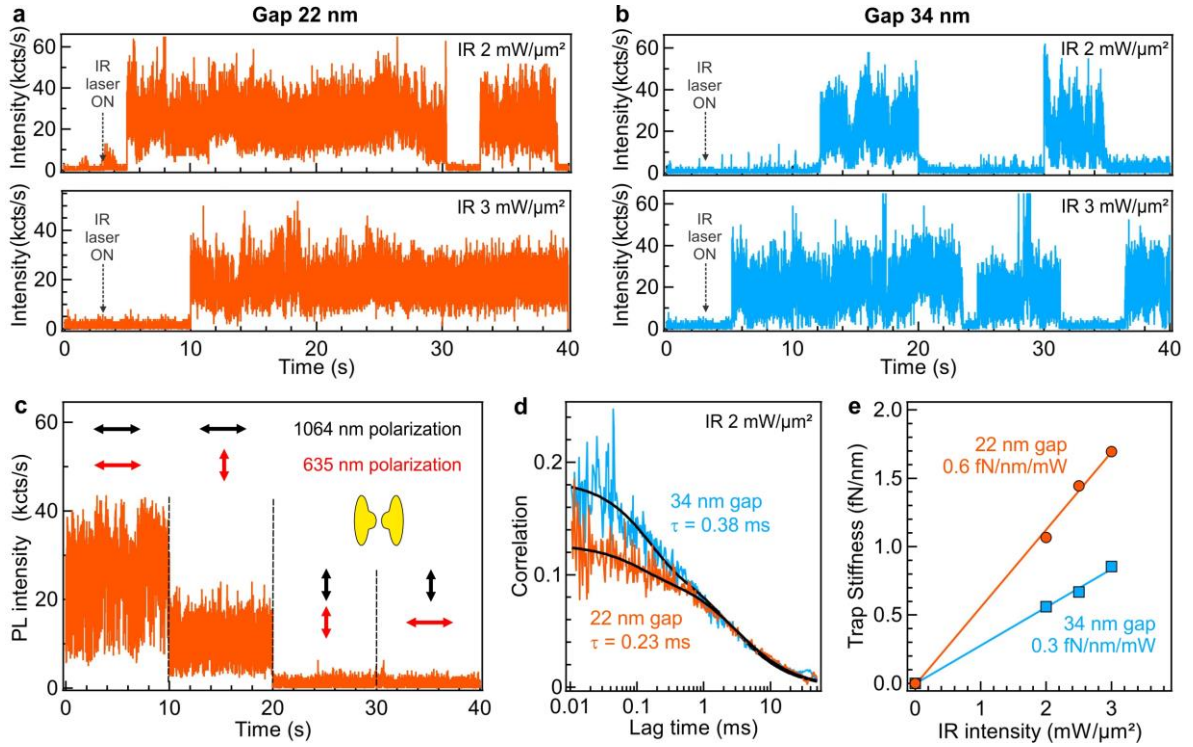 a
Gap 22 nm
Intensity(kcts/s)
60
40
20
0
IR
laser
ON
IR 2 mW/µm²
Intensity(kcts/s)
40
20
0
IR
laser
ON
IR 3 mW/µm²
0 10 20 30 40
Time (s)
b
Gap 34 nm
Intensity(kcts/s)
60
40
20
0
IR
laser
ON
IR 2 mW/µm²
Intensity(kcts/s)
60
40
20
0
IR
laser
ON
IR 3 mW/µm²
0 10 20 30 40
Time (s)
c
PL intensity (kcts/s)
60
40
20
0
1064 nm polarization
635 nm polarization
0 10 20 30 40
Time (s)
d
IR 2 mW/µm²
Correlation
0.2
0.1
0.0
34 nm gap
τ = 0.38 ms
22 nm gap
τ = 0.23 ms
0.01 0.1 1 10
Lag time (ms)
e
Trap Stiffness (fN/nm)
2.0
1.5
1.0
0.5
0.0
22 nm gap
0.6 fN/nm/mW
34 nm gap
0.3 fN/nm/mW
0 2 3
IR intensity (mW/µm²)